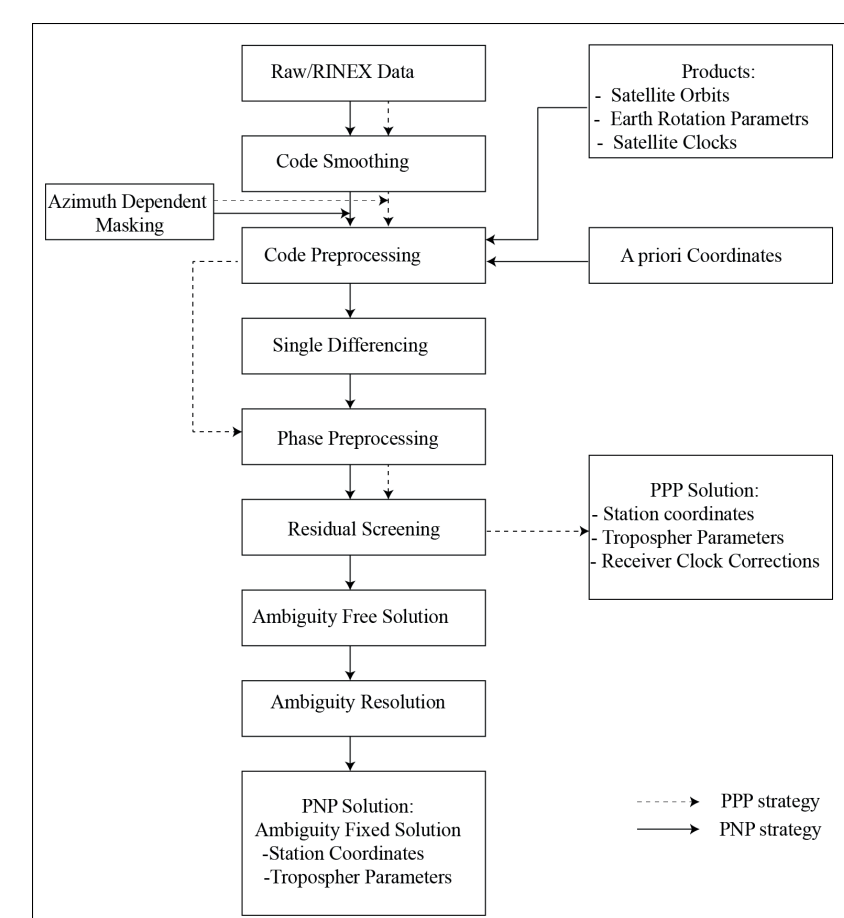 Raw/RINEX Data
Products:
- Satellite Orbits
- Earth Rotation Parametrs
- Satellite Clocks
Code Smoothing
Azimuth Dependent
Masking
Code Preprocessing
A priori Coordinates
Single Differencing
Phase Preprocessing
Residual Screening
PPP Solution:
- Station coordinates
- Tropospher Parameters
- Receiver Clock Corrections
Ambiguity Free Solution
Ambiguity Resolution
PNP Solution:
Ambiguity Fixed Solution
-Station Coordinates
-Tropospher Parameters
PPP strategy
PNP strategy